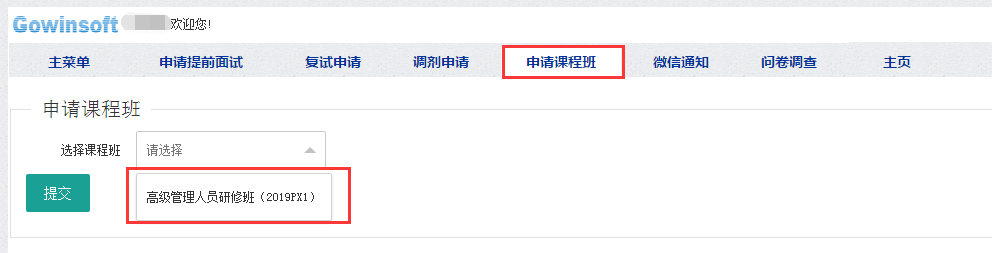 Gowinsoft 欢迎您!
主菜单 申请提前面试 复试申请 调剂申请 申请课程班 微信通知 问卷调查 主页
申请课程班
选择课程班 请选择
提交
高级管理人员研修班（2019PX1）